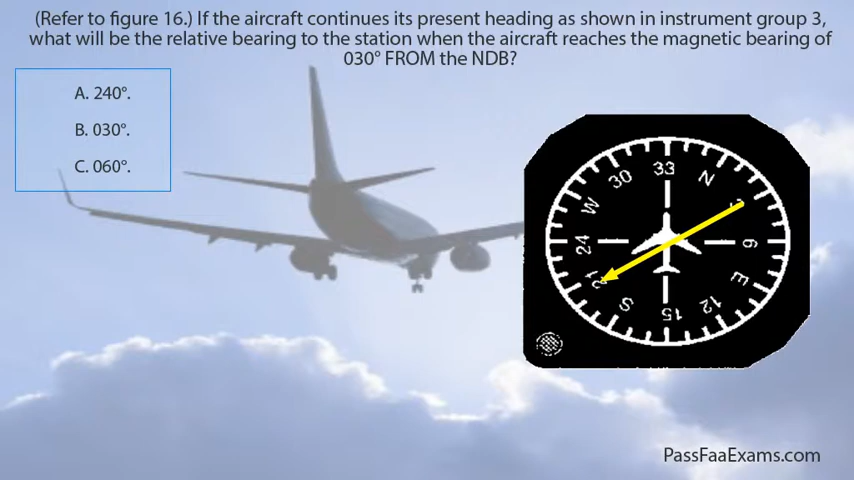 (Refer to figure 16.) If the aircraft continues its present heading as shown in instrument group 3,
what will be the relative bearing to the station when the aircraft reaches the magnetic bearing of
030° FROM the NDB?
A. 240°.
B. 030°.
C. 060°.
33
30
N
W
3
24
6
21
E
S
12
15
PassFaaExams.com